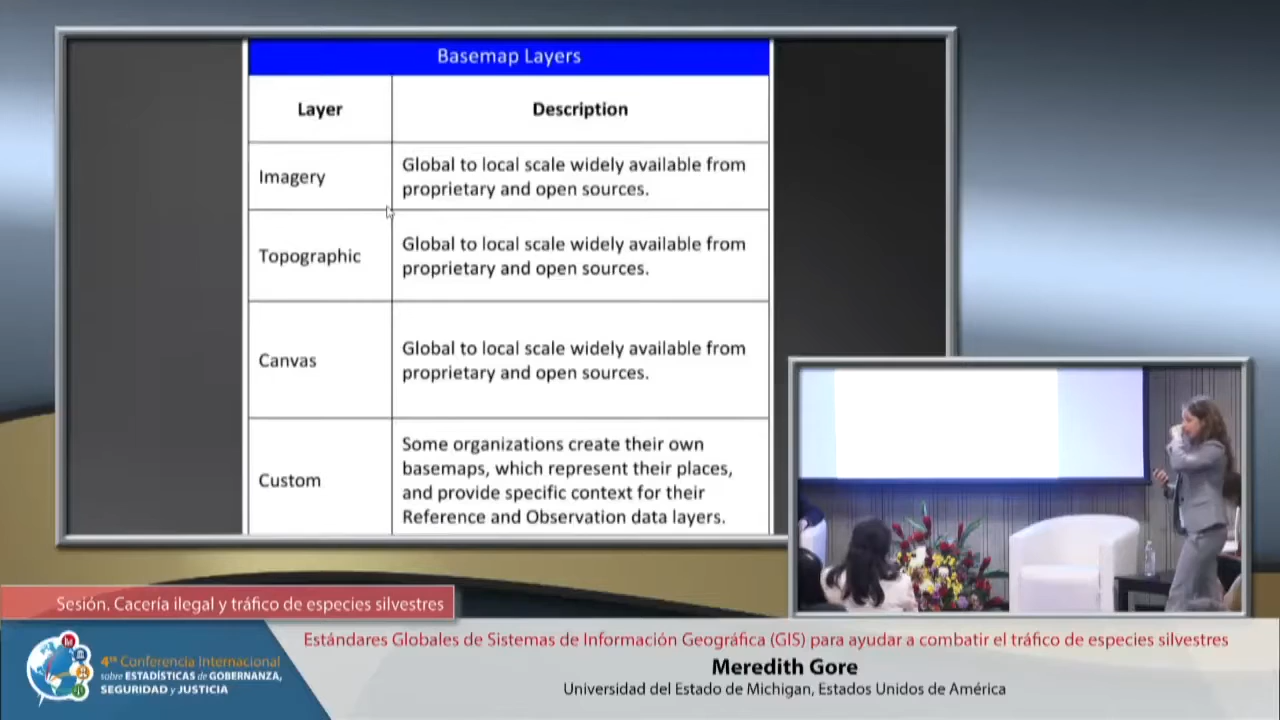 Basemap Layers
Layer
Description
Imagery
Global to local scale widely available from
proprietary and open sources.
Topographic
Global to local scale widely available from
proprietary and open sources.
Canvas
Global to local scale widely available from
proprietary and open sources.
Custom
Some organizations create their own
basemaps, which represent their places,
and provide specific context for their
Reference and Observation data layers.
Sesión. Cacería ilegal y tráfico de especies silvestres
4ta Conferencia Internacional
sobre ESTADÍSTICAS de GOBERNANZA,
SEGURIDAD y JUSTICIA
Estándares Globales de Sistemas de Información Geográfica (GIS) para ayudar a combatir el tráfico de especies silvestres
Meredith Gore
Universidad del Estado de Michigan, Estados Unidos de América